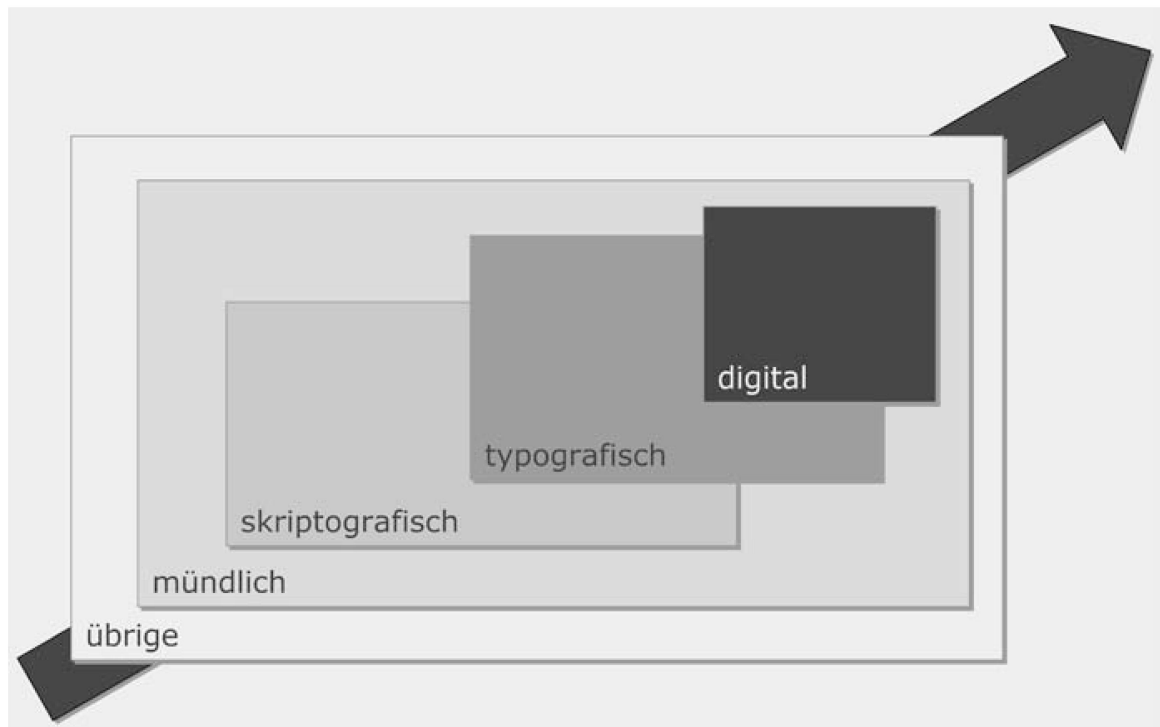 digital
typografisch
skriptografisch
mündlich
übrige